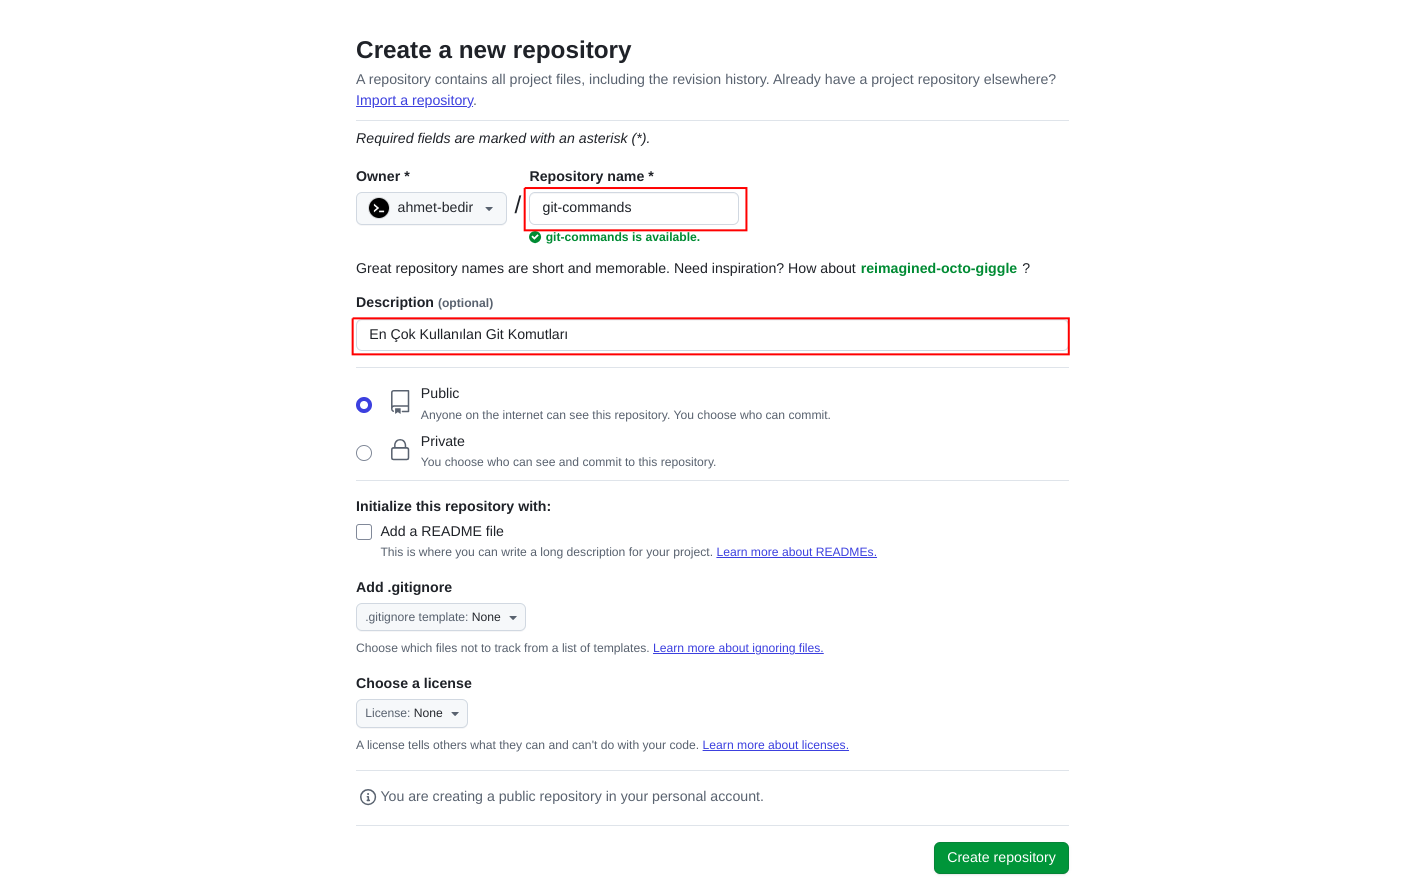 Create a new repository
A repository contains all project files, including the revision history. Already have a project repository elsewhere?
Import a repository.
Required fields are marked with an asterisk (*).
Owner *
Repository name *
ahmet-bedir
/
git-commands
git-commands is available.
Great repository names are short and memorable. Need inspiration? How about reimagined-octo-giggle ?
Description (optional)
En Çok Kullanılan Git Komutları
Public
Anyone on the internet can see this repository. You choose who can commit.
Private
You choose who can see and commit to this repository.
Initialize this repository with:
Add a README file
This is where you can write a long description for your project. Learn more about READMEs.
Add .gitignore
.gitignore template: None
Choose which files not to track from a list of templates. Learn more about ignoring files.
Choose a license
License: None
A license tells others what they can and can't do with your code. Learn more about licenses.
You are creating a public repository in your personal account.
Create repository